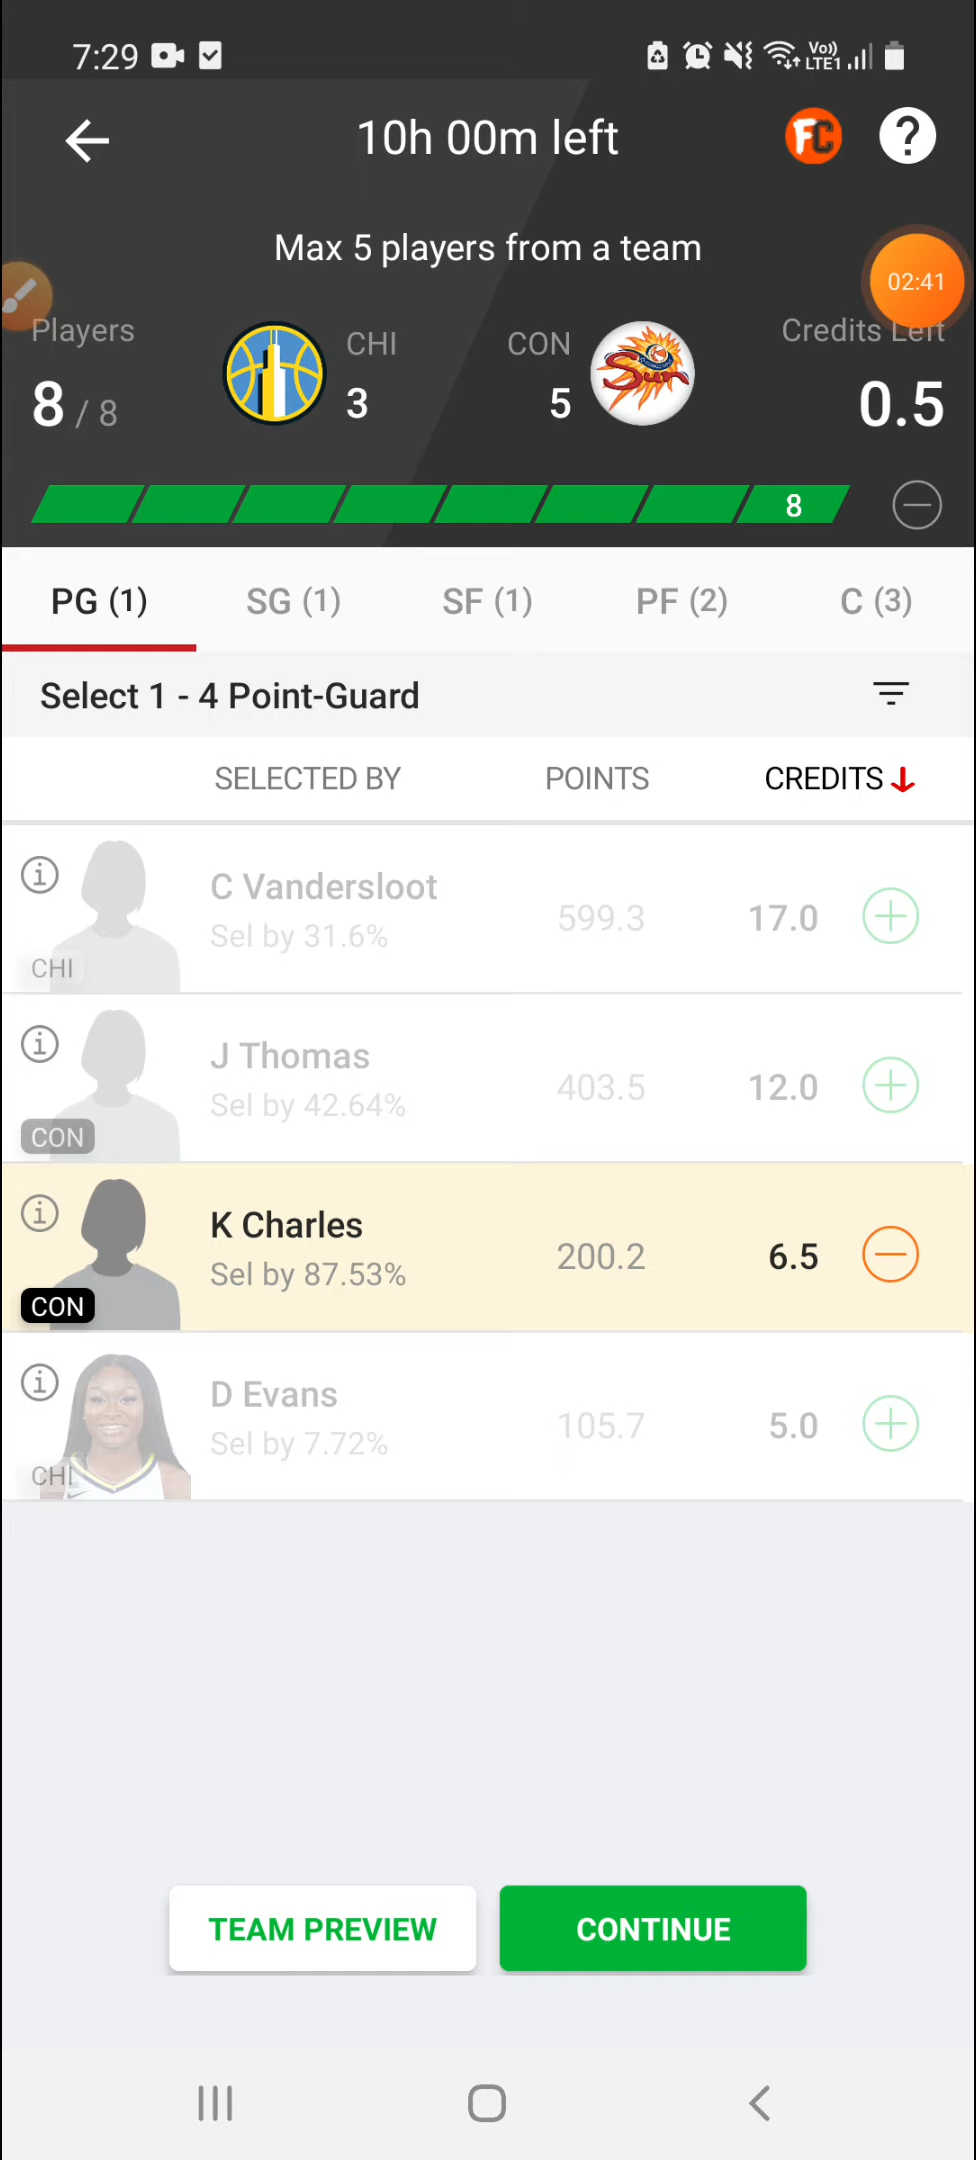 7:29 Vo)) LTE1
10h 00m left FC ?
Max 5 players from a team
02:41
Players CHI CON Credits Left
8 / 8 3 5 Sun 0.5
8
PG (1) SG (1) SF (1) PF (2) C (3)
Select 1 - 4 Point-Guard
SELECTED BY POINTS CREDITS
C Vandersloot
Sel by 31.6% 599.3 17.0
CHI
J Thomas
Sel by 42.64% 403.5 12.0
CON
K Charles
Sel by 87.53% 200.2 6.5
CON
D Evans
Sel by 7.72% 105.7 5.0
CHI
TEAM PREVIEW CONTINUE